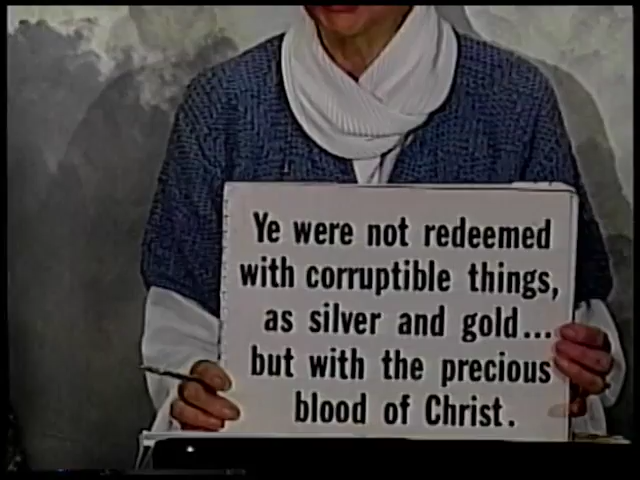 Ye were not redeemed
with corruptible things,
as silver and gold...
but with the precious
blood of Christ.